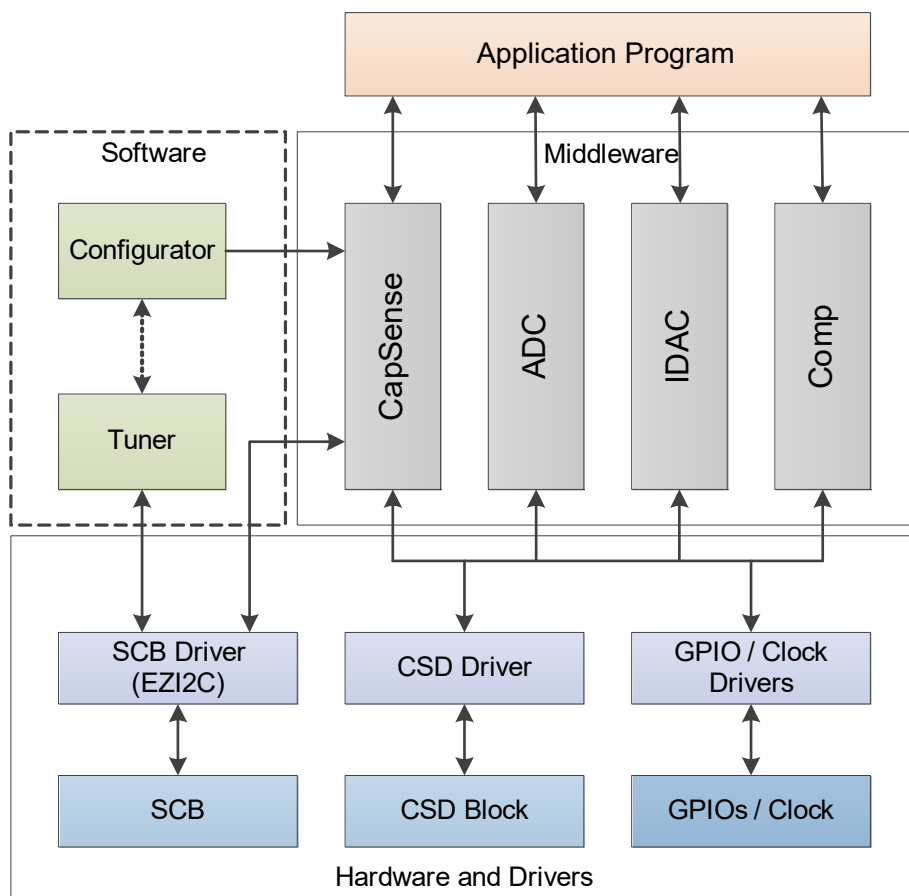 Application Program
Software
Middleware
Configurator
Tuner
CapSense
ADC
IDAC
Comp
SCB Driver
(EZI2C)
CSD Driver
GPIO / Clock
Drivers
SCB
CSD Block
GPIOs / Clock
Hardware and Drivers